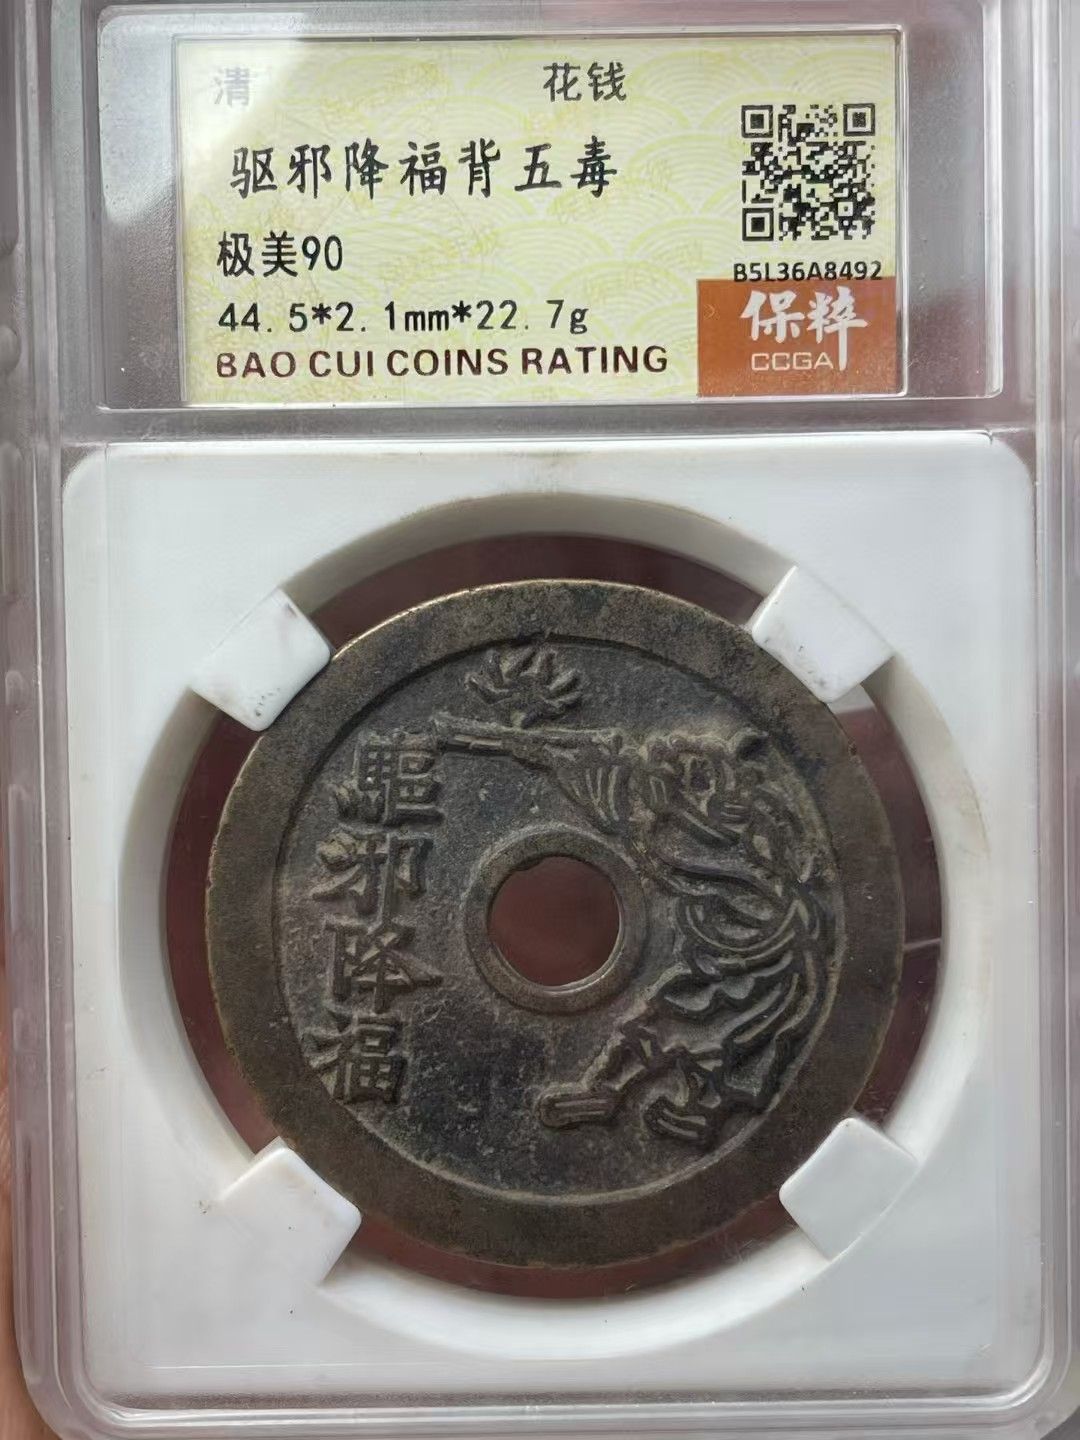 清 花钱
驱邪降福背五毒
极美90
44.5*2.1mm*22.7g
BAO CUI COINS RATING
B5L36A8492
保粹
CCGA
驅邪降福